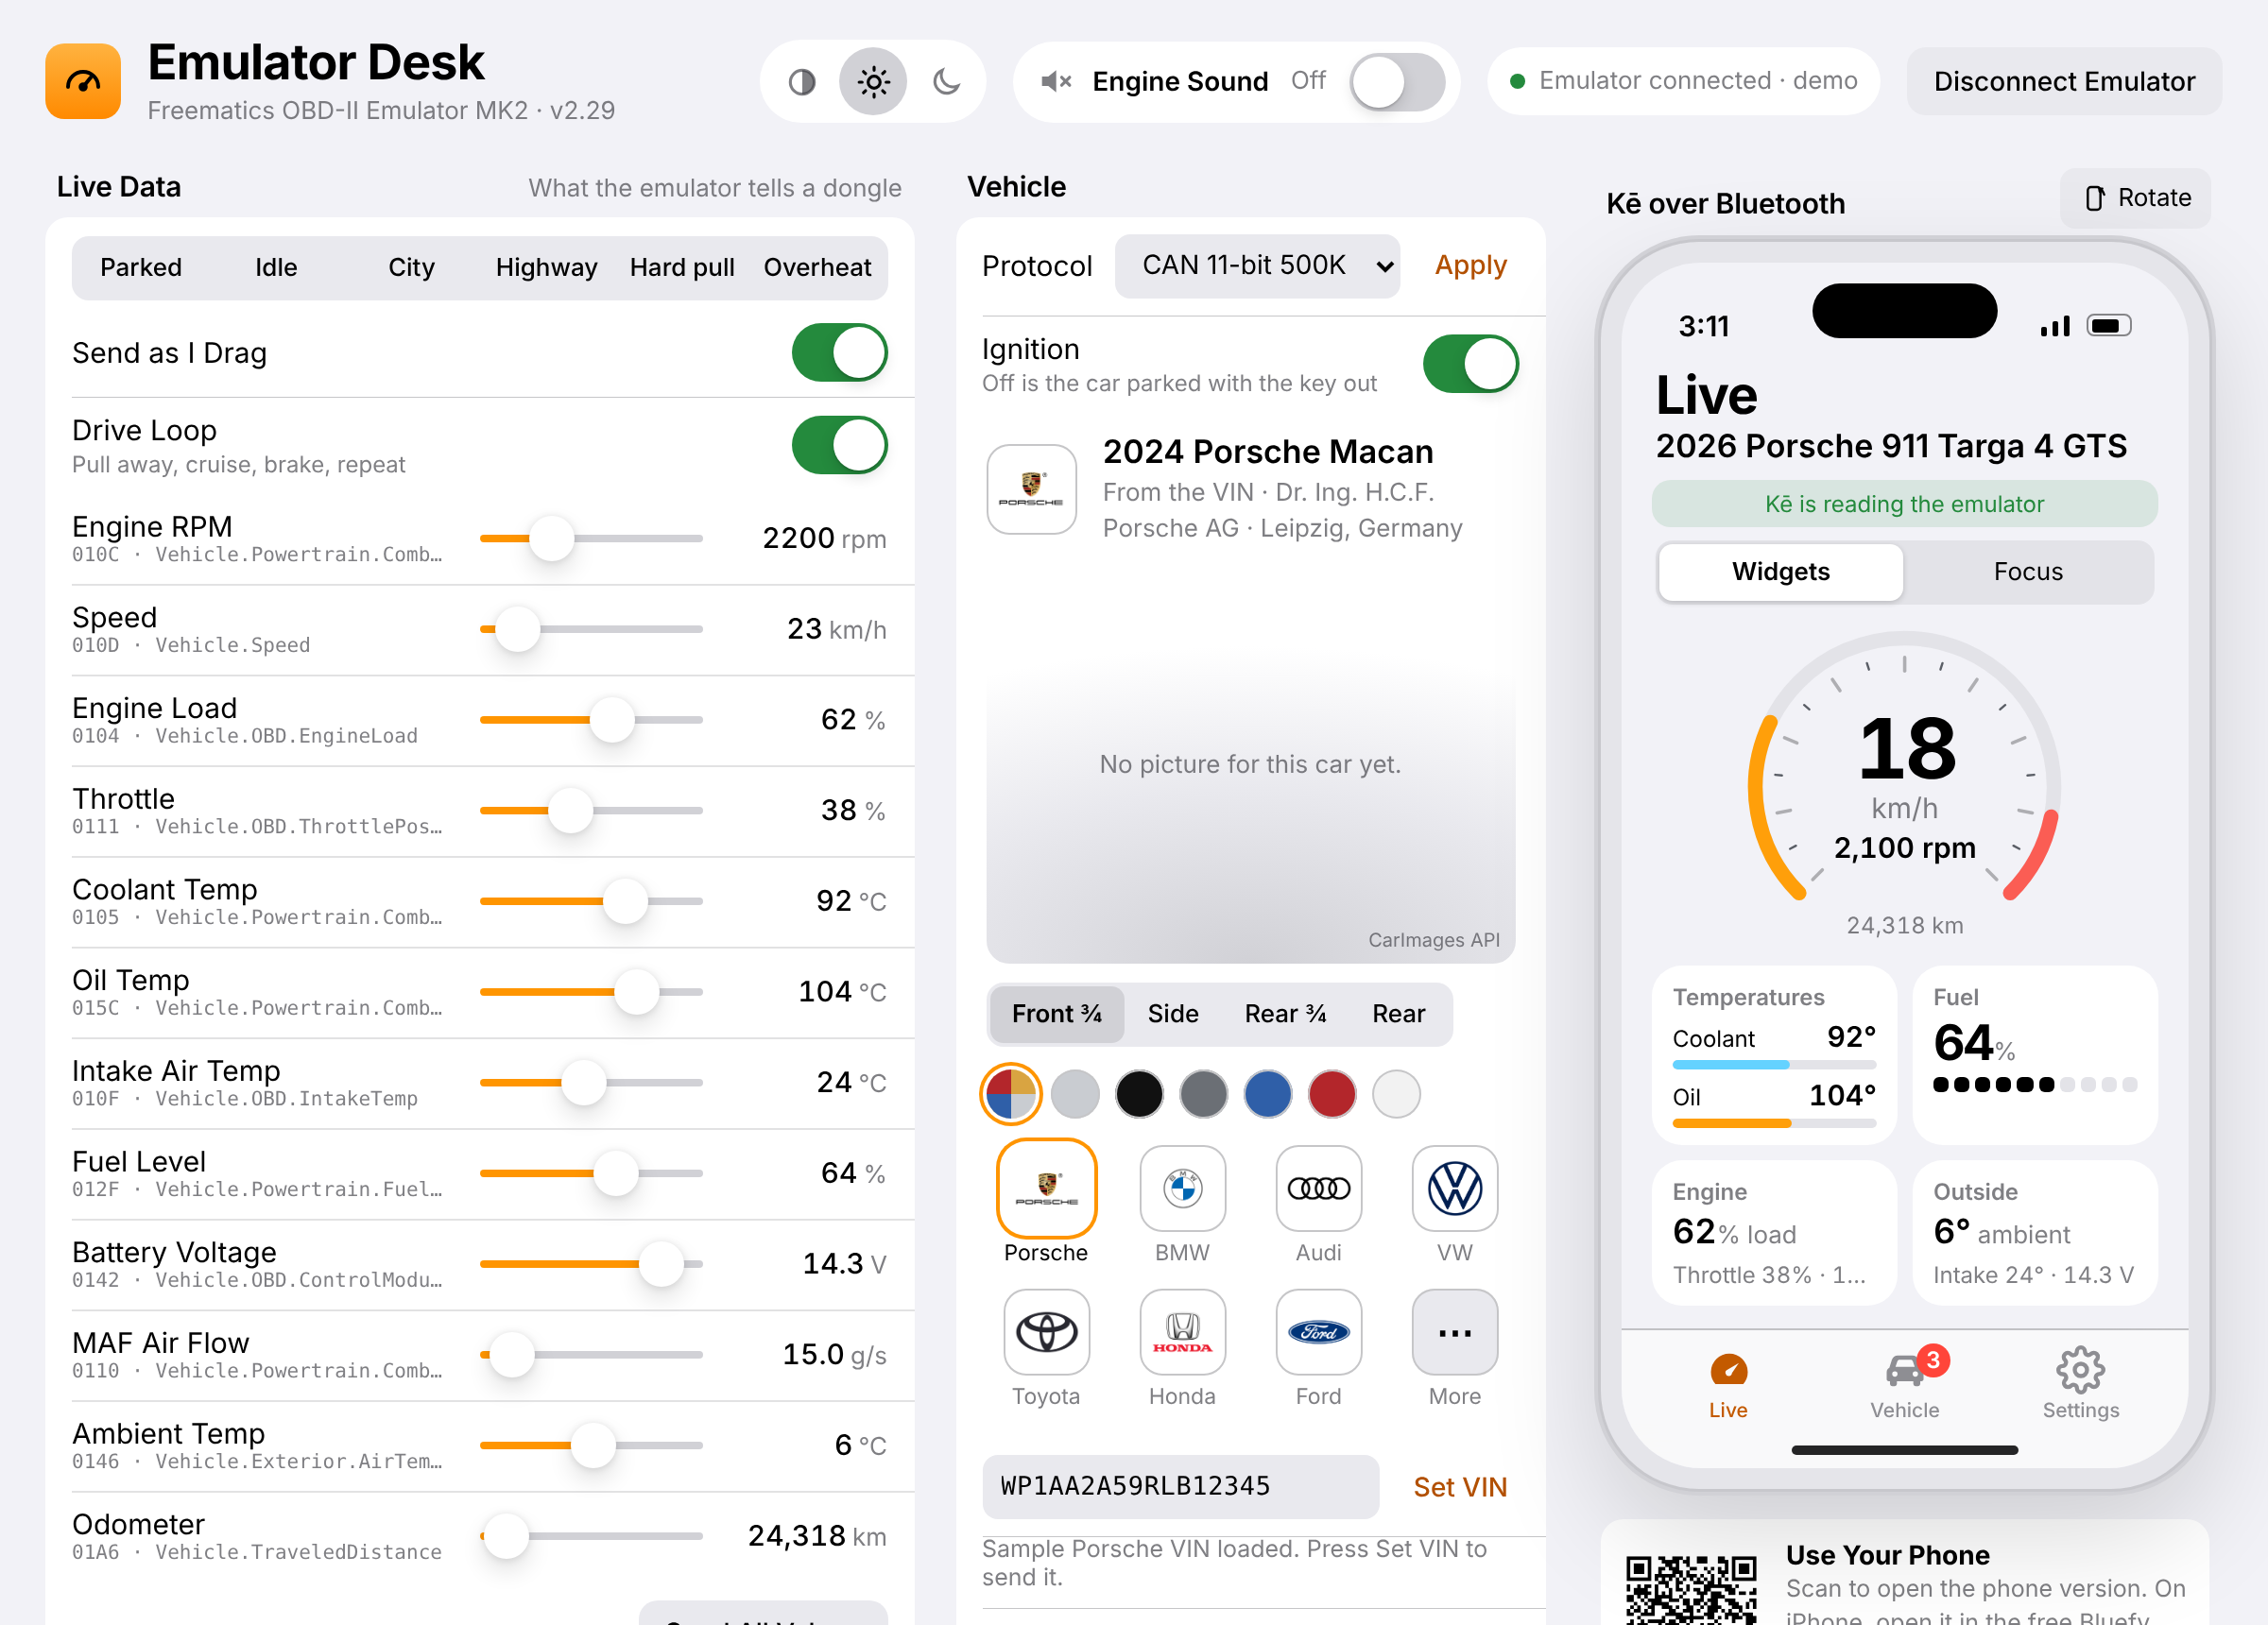 Emulator Desk
Freematics OBD-II Emulator MK2 · v2.29
Engine Sound Off
Emulator connected · demo
Disconnect Emulator
Live Data
What the emulator tells a dongle
Parked Idle City Highway Hard pull Overheat
Send as I Drag
Drive Loop
Pull away, cruise, brake, repeat
Engine RPM
010C · Vehicle.Powertrain.Comb…
2200 rpm
Speed
010D · Vehicle.Speed
23 km/h
Engine Load
0104 · Vehicle.OBD.EngineLoad
62 %
Throttle
0111 · Vehicle.OBD.ThrottlePos…
38 %
Coolant Temp
0105 · Vehicle.Powertrain.Comb…
92 °C
Oil Temp
015C · Vehicle.Powertrain.Comb…
104 °C
Intake Air Temp
010F · Vehicle.OBD.IntakeTemp
24 °C
Fuel Level
012F · Vehicle.Powertrain.Fuel…
64 %
Battery Voltage
0142 · Vehicle.OBD.ControlModu…
14.3 V
MAF Air Flow
0110 · Vehicle.Powertrain.Comb…
15.0 g/s
Ambient Temp
0146 · Vehicle.Exterior.AirTem…
6 °C
Odometer
01A6 · Vehicle.TraveledDistance
24,318 km
Vehicle
Protocol CAN 11-bit 500K Apply
Ignition
Off is the car parked with the key out
PORSCHE
2024 Porsche Macan
From the VIN · Dr. Ing. H.C.F.
Porsche AG · Leipzig, Germany
No picture for this car yet.
CarImages API
Front ¾ Side Rear ¾ Rear
PORSCHE
BMW
Porsche BMW Audi VW
HONDA
Ford
Toyota Honda Ford More
WP1AA2A59RLB12345
Set VIN
Sample Porsche VIN loaded. Press Set VIN to
send it.
Kē over Bluetooth
Rotate
3:11
Live
2026 Porsche 911 Targa 4 GTS
Kē is reading the emulator
Widgets Focus
18
km/h
2,100 rpm
24,318 km
Temperatures
Coolant 92°
Oil 104°
Fuel
64%
Engine
62% load
Throttle 38% · 1…
Outside
6° ambient
Intake 24° · 14.3 V
3
Live Vehicle Settings
Use Your Phone
Scan to open the phone version. On
iPhone, open it in the free Bluefy